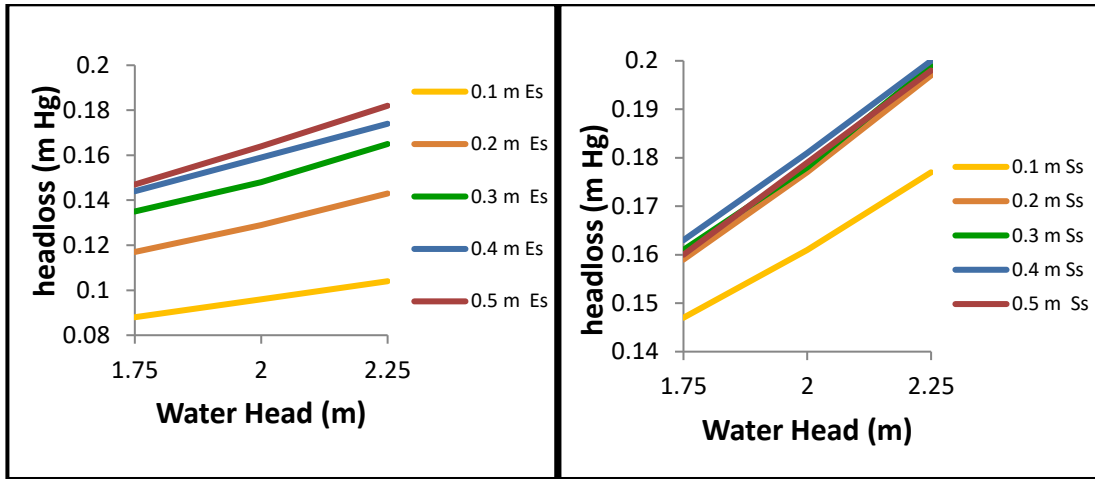 headloss (m Hg)
0.2
0.18
0.16
0.14
0.12
0.1
0.08
1.75 2 2.25
Water Head (m)
0.1 m Es
0.2 m Es
0.3 m Es
0.4 m Es
0.5 m Es
headloss (m Hg)
0.2
0.19
0.18
0.17
0.16
0.15
0.14
1.75 2 2.25
Water Head (m)
0.1 m Ss
0.2 m Ss
0.3 m Ss
0.4 m Ss
0.5 m Ss